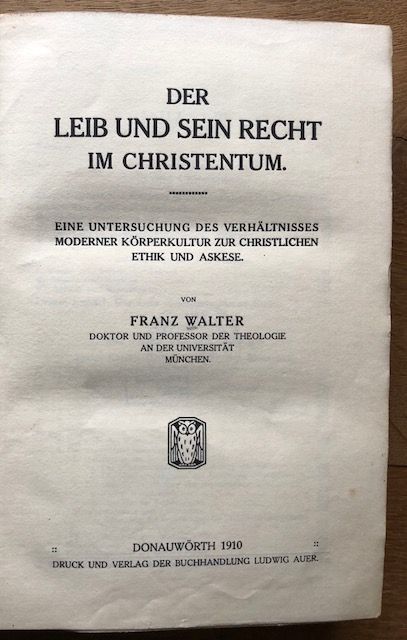 DER
LEIB UND SEIN RECHT
IM CHRISTENTUM.
EINE UNTERSUCHUNG DES VERHÄLTNISSES
MODERNER KÖRPERKULTUR ZUR CHRISTLICHEN
ETHIK UND ASKESE.
VON
FRANZ WALTER
DOKTOR UND PROFESSOR DER THEOLOGIE
AN DER UNIVERSITÄT
MÜNCHEN.
:: DONAUWÖRTH 1910 ::
DRUCK UND VERLAG DER BUCHHANDLUNG LUDWIG AUER.